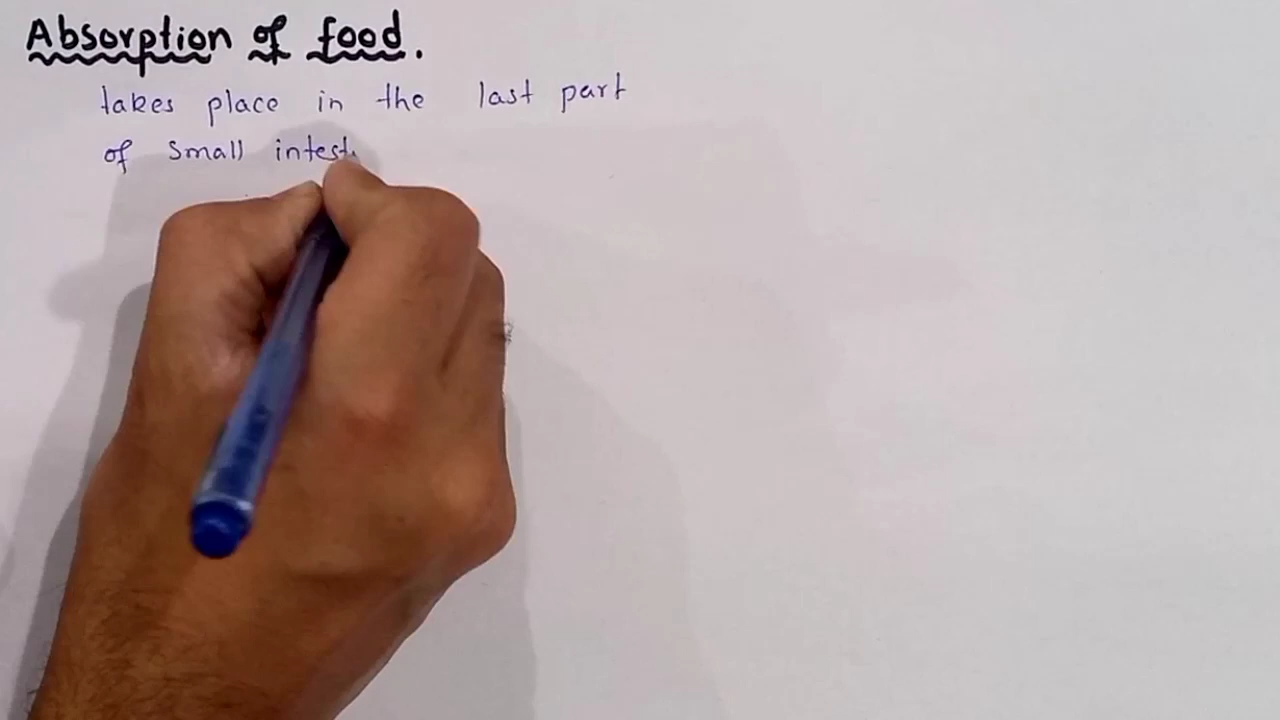 Absorption of food.
takes place in the last part
of small intest